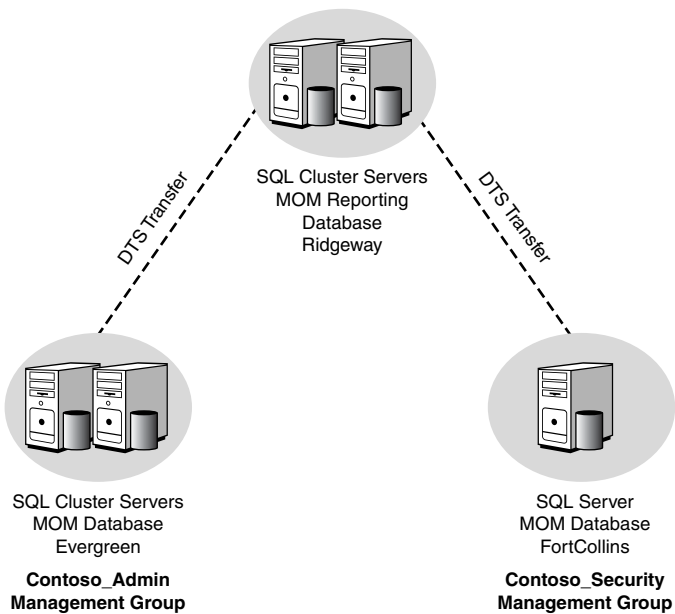 SQL Cluster Servers
MOM Reporting
Database
Ridgeway
DTS Transfer
DTS Transfer
SQL Cluster Servers
MOM Database
Evergreen
Contoso_Admin
Management Group
SQL Server
MOM Database
FortCollins
Contoso_Security
Management Group